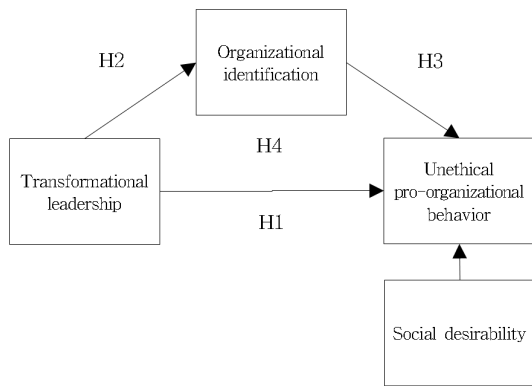 H2
Organizational
identification
H3
Transformational
leadership
H4
H1
Unethical
pro-organizational
behavior
Social desirability